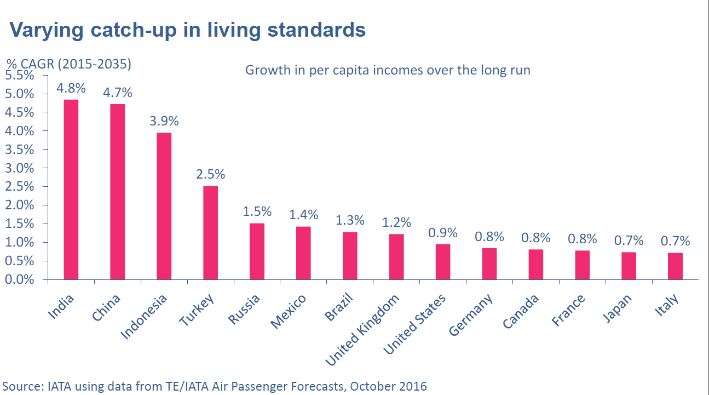 Varying catch-up in living standards
% CAGR (2015-2035)
Growth in per capita incomes over the long run
5.5%
5.0%
4.5%
4.0%
3.5%
3.0%
2.5%
2.0%
1.5%
1.0%
0.5%
0.0%
4.8%
4.7%
3.9%
2.5%
1.5%
1.4%
1.3%
1.2%
0.9%
0.8%
0.8%
0.8%
0.7%
0.7%
India
China
Indonesia
Turkey
Russia
Mexico
Brazil
United Kingdom
United States
Germany
Canada
France
Japan
Italy
Source: IATA using data from TE/IATA Air Passenger Forecasts, October 2016